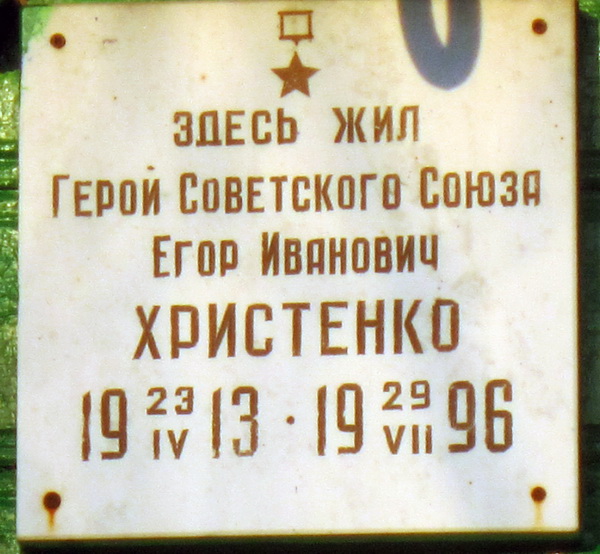 ЗДЕСЬ ЖИЛ
ГЕРОЙ СОВЕТСКОГО СОЮЗА
ЕГОР ИВАНОВИЧ
ХРИСТЕНКО
19 23/IV 13 · 19 29/VII 96